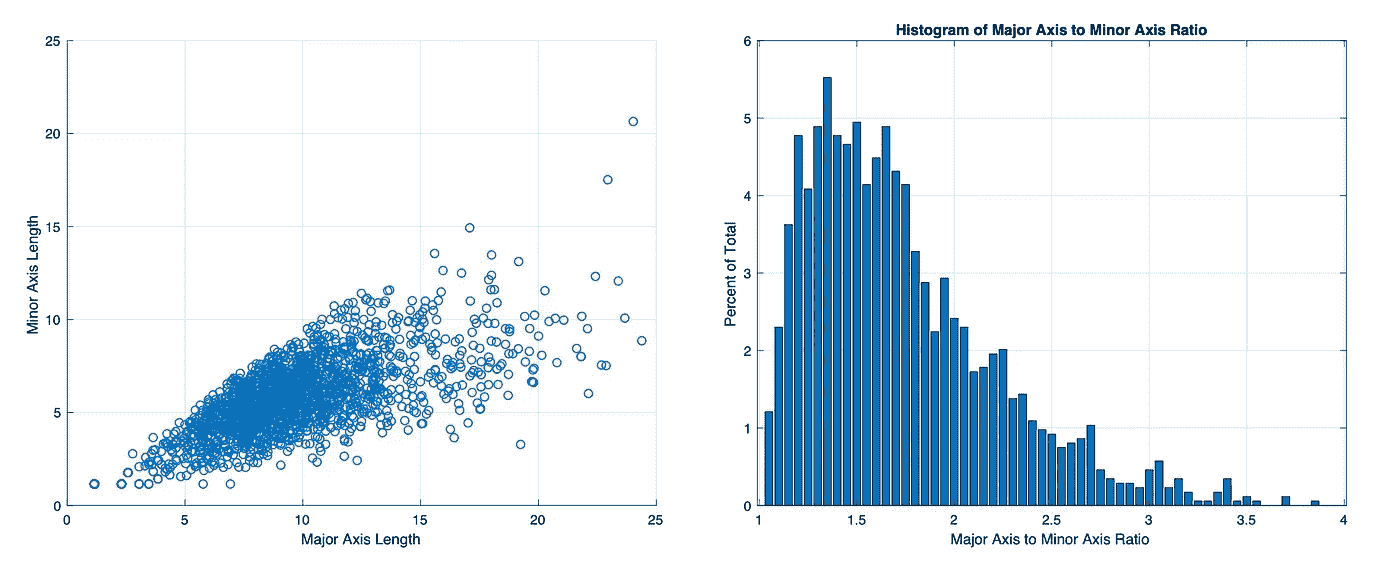 25
20
15
10
5
0
Minor Axis Length
0 5 10 15 20 25
Major Axis Length
Histogram of Major Axis to Minor Axis Ratio
6
5
4
3
2
1
0
Percent of Total
1 1.5 2 2.5 3 3.5 4
Major Axis to Minor Axis Ratio